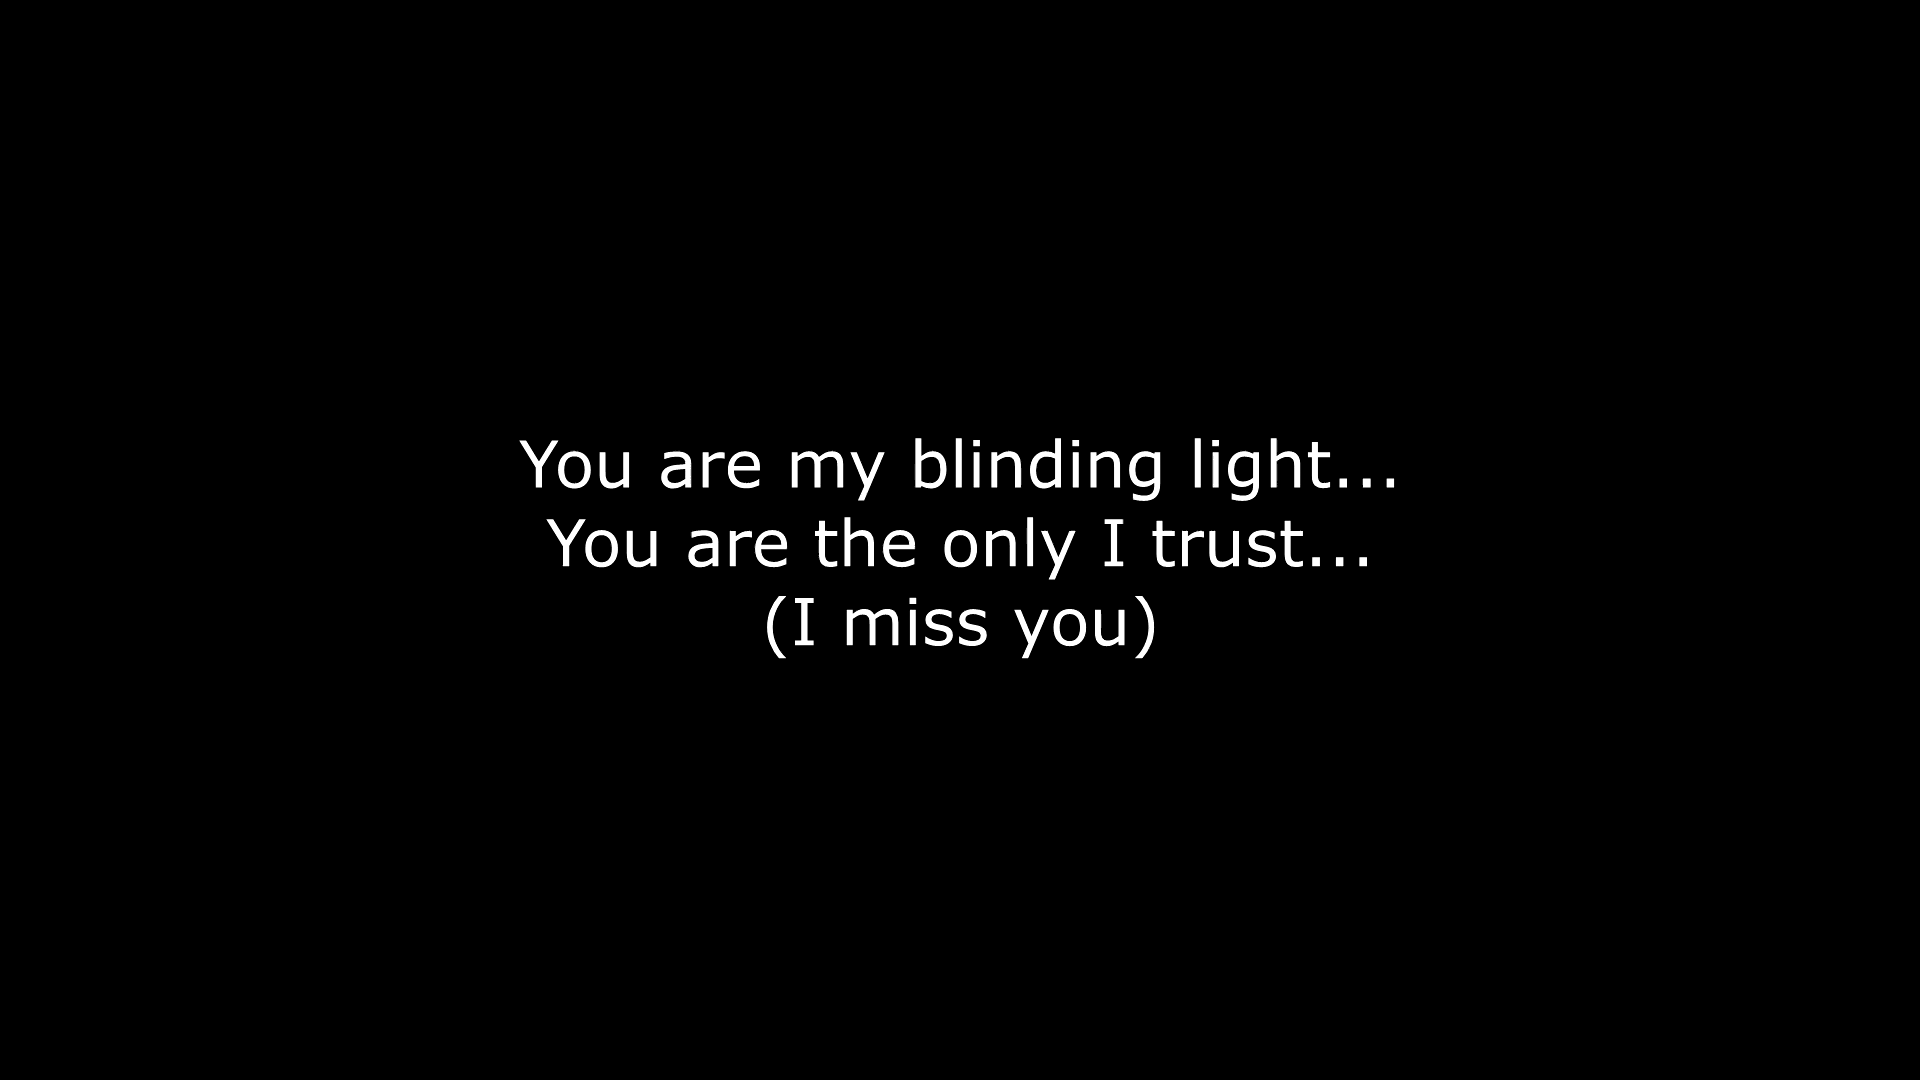 You are my blinding light...
You are the only I trust...
(I miss you)